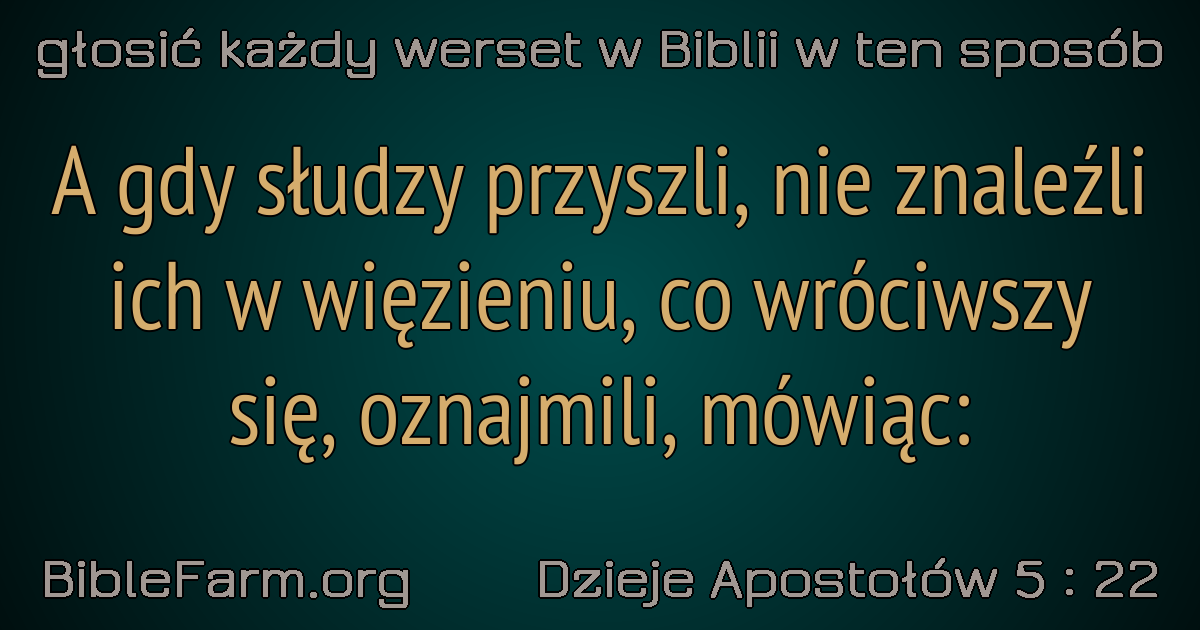 głosić każdy werset w Biblii w ten sposób
A gdy słudzy przyszli, nie znaleźli
ich w więzieniu, co wróciwszy
się, oznajmili, mówiąc:
BibleFarm.org
Dzieje Apostołów 5 : 22